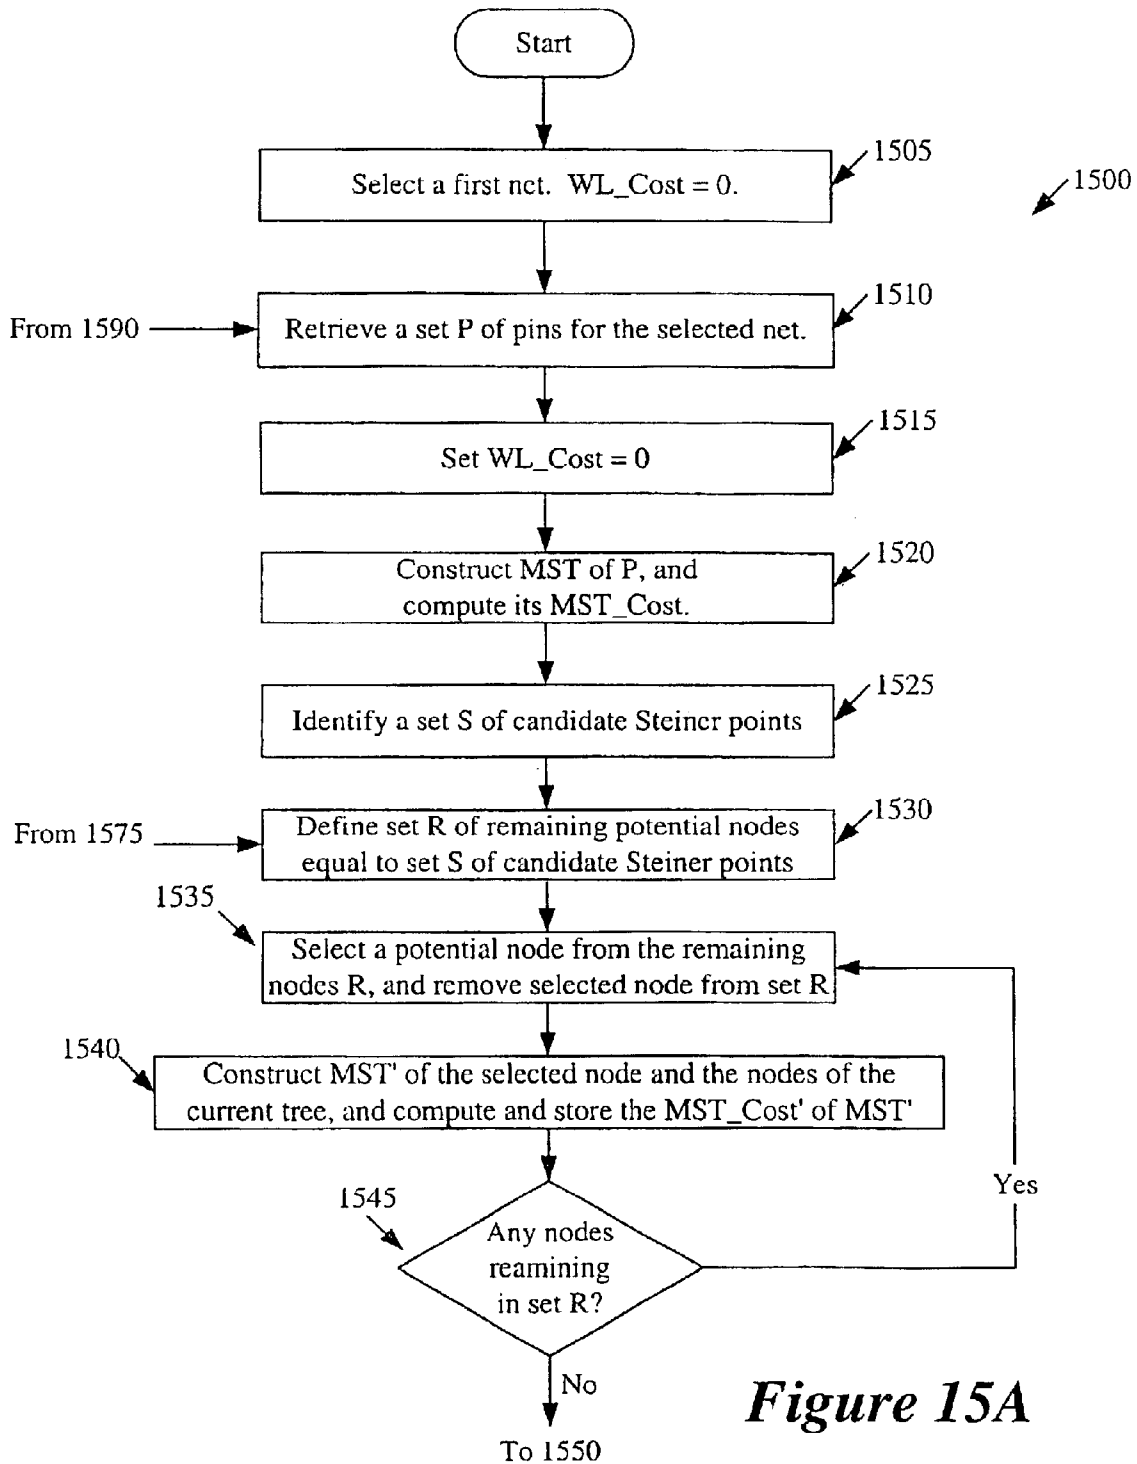 Start
1505
Select a first net. WL_Cost = 0.
1500
1510
From 1590
Retrieve a set P of pins for the selected net.
1515
Set WL_Cost = 0
1520
Construct MST of P, and
compute its MST_Cost.
1525
Identify a set S of candidate Steiner points
1530
From 1575
Define set R of remaining potential nodes
equal to set S of candidate Steiner points
1535
Select a potential node from the remaining
nodes R, and remove selected node from set R
1540
Construct MST' of the selected node and the nodes of the
current tree, and compute and store the MST_Cost' of MST'
1545
Any nodes
reamining
in set R?
Yes
No
To 1550
Figure 15A